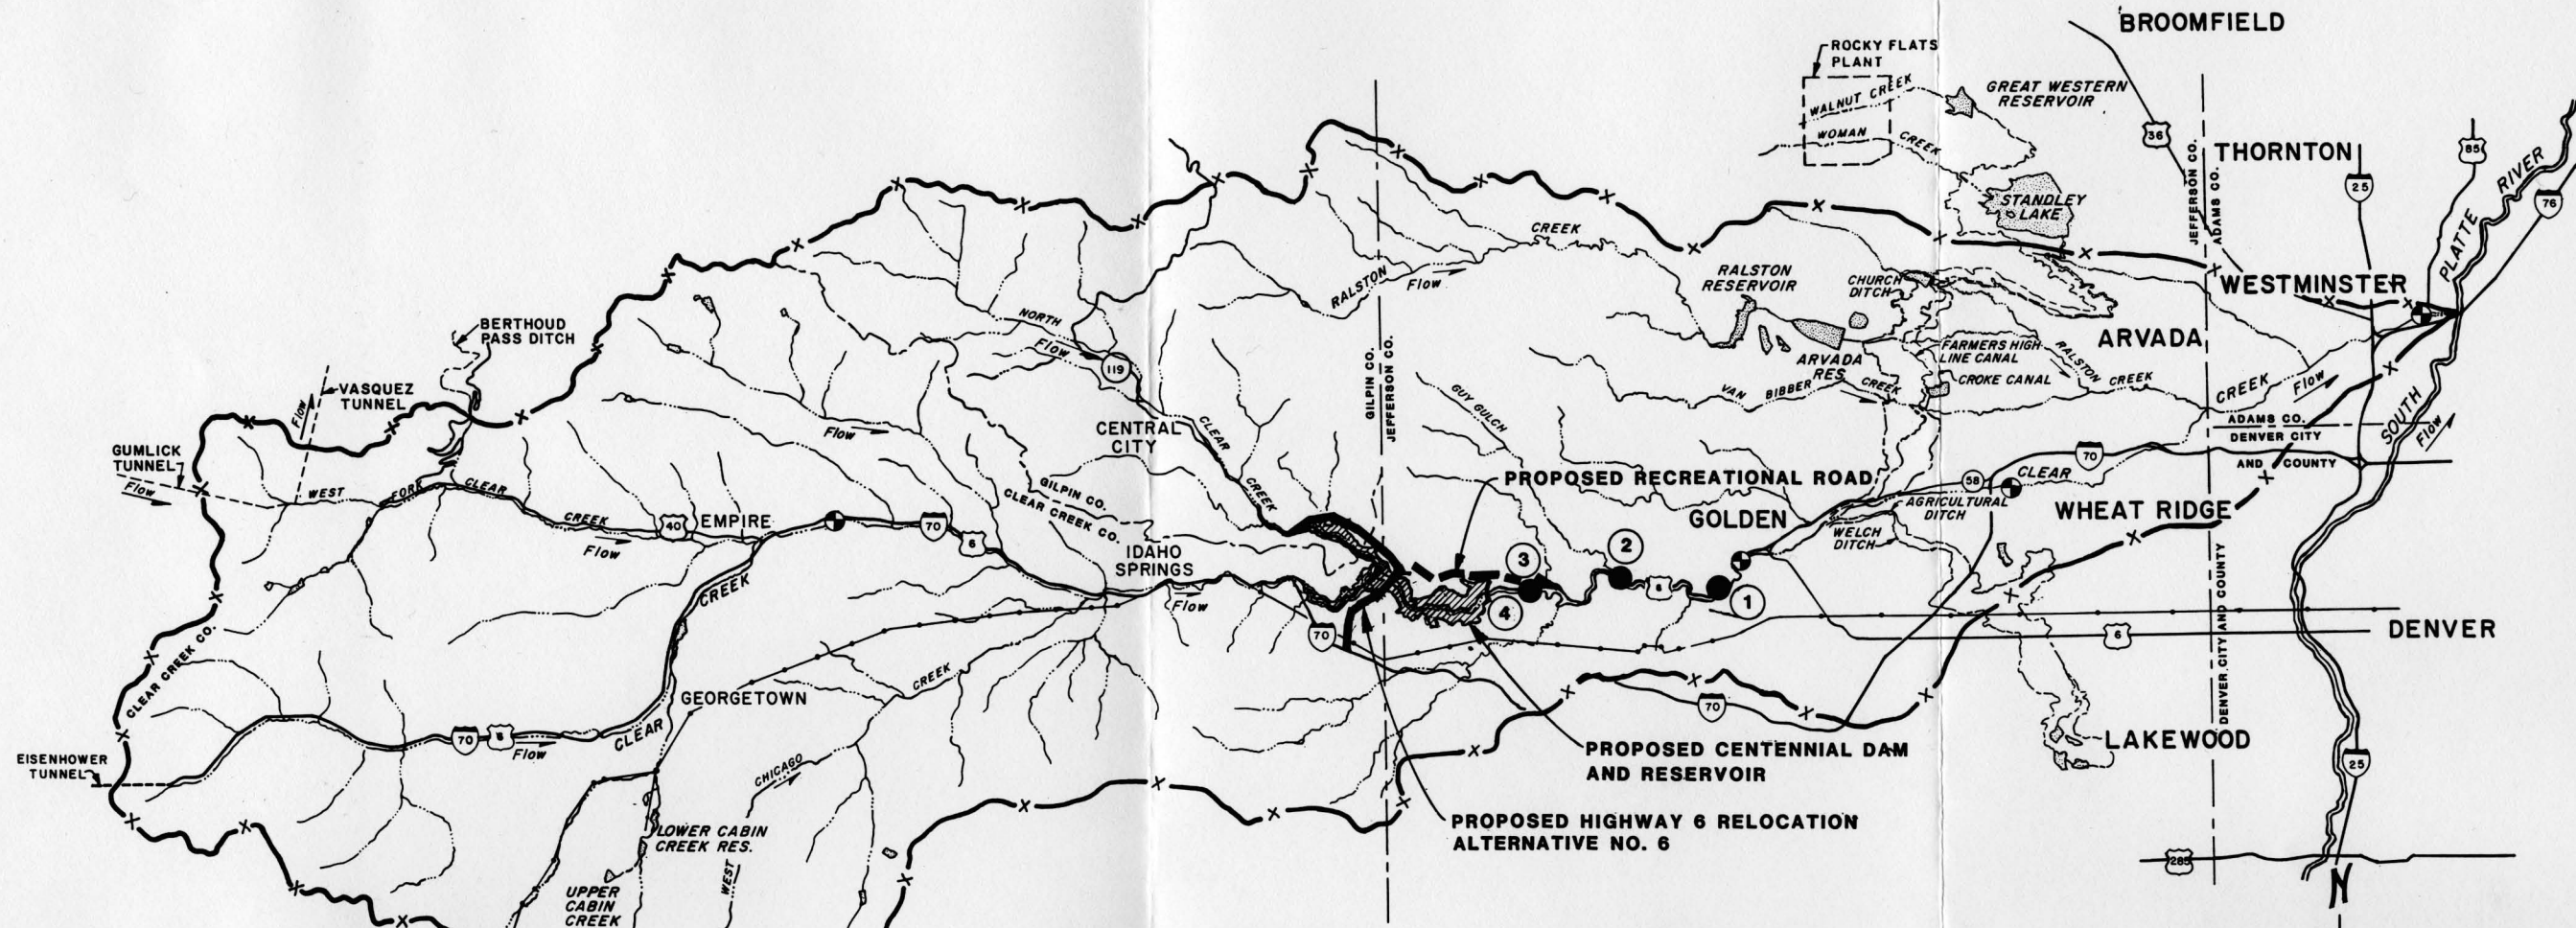 BROOMFIELD
ROCKY FLATS
PLANT
WALNUT CREEK
WOMAN CREEK
GREAT WESTERN
RESERVOIR
36
JEFFERSON CO.
ADAMS CO.
THORNTON
25
85
PLATTE RIVER
76
STANDLEY
LAKE
WESTMINSTER
RALSTON CREEK
Flow
RALSTON
RESERVOIR
CHURCH
DITCH
ARVADA
FARMERS HIGH
LINE CANAL
RALSTON CREEK
ARVADA
RES.
CROKE CANAL
VAN BIBBER CREEK
CREEK
Flow
ADAMS CO.
DENVER CITY
AND COUNTY
SOUTH
Flow
BERTHOUD
PASS DITCH
VASQUEZ
TUNNEL
Flow
GUMLICK
TUNNEL
Flow
NORTH
Flow
119
CLEAR
CREEK
CENTRAL
CITY
Flow
GILPIN CO.
JEFFERSON CO.
GUY GULCH
WEST FORK CLEAR
CREEK
Flow
40
EMPIRE
70
6
GILPIN CO.
CLEAR CREEK CO.
IDAHO
SPRINGS
Flow
PROPOSED RECREATIONAL ROAD
GOLDEN
58
CLEAR
70
AGRICULTURAL
DITCH
WELCH
DITCH
WHEAT RIDGE
3
2
6
1
4
70
6
DENVER
DENVER CITY AND COUNTY
CLEAR CREEK CO.
CREEK
CLEAR
GEORGETOWN
CREEK
CHICAGO
70
6
Flow
EISENHOWER
TUNNEL
70
PROPOSED CENTENNIAL DAM
AND RESERVOIR
LAKEWOOD
25
PROPOSED HIGHWAY 6 RELOCATION
ALTERNATIVE NO. 6
LOWER CABIN
CREEK RES.
WEST
UPPER
CABIN
CREEK
285
N